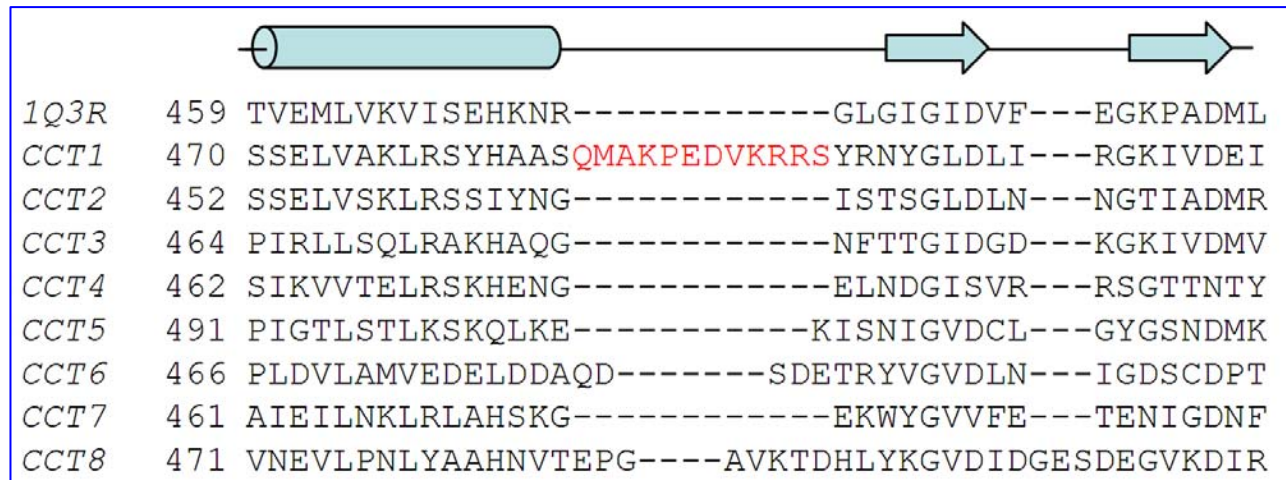 1Q3R 459 TVEMLVKVISEHKNR------------GLGIGIDVF---EGKPADML
CCT1 470 SSELVAKLRSYHAASQMAKPEDVKRRSYRNYGLDLI---RGKIVDEI
CCT2 452 SSELVSKLRSSIYNG------------ISTSGLDLN---NGTIADMR
CCT3 464 PIRLLSQLRAKHAQG------------NFTTGIDGD---KGKIVDMV
CCT4 462 SIKVVTELRSKHENG------------ELNDGISVR---RSGTTNTY
CCT5 491 PIGTLSTLKSKQLKE-----------KISNIGVDCL---GYGSNDMK
CCT6 466 PLDVLAMVEDELDDAQD-------SDETRYVGVDLN---IGDSCDPT
CCT7 461 AIEILNKLRLAHSKG------------EKWYGVVFE---TENIGDNF
CCT8 471 VNEVLPNLYAAHNVTEPG----AVKTDHLYKGVDIDGESDEGVKDIR